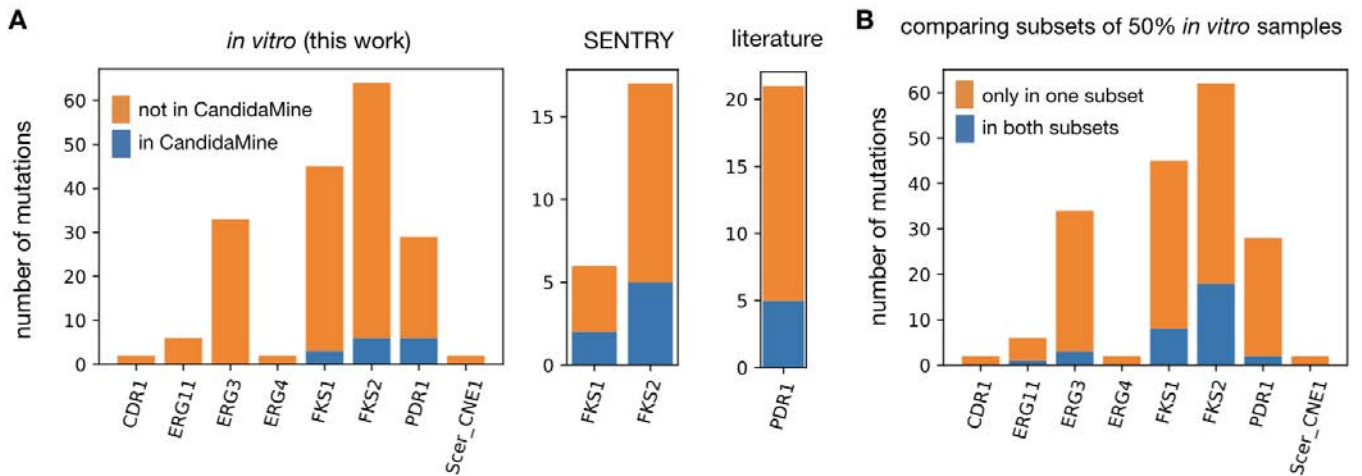 A
in vitro (this work)
SENTRY
literature
B
comparing subsets of 50% in vitro samples
number of mutations
60
50
40
30
20
10
0
not in CandidaMine
in CandidaMine
CDR1
ERG11
ERG3
ERG4
FKS1
FKS2
PDR1
Scer_CNE1
15
10
5
0
FKS1
FKS2
20
15
10
5
0
PDR1
number of mutations
60
50
40
30
20
10
0
only in one subset
in both subsets
CDR1
ERG11
ERG3
ERG4
FKS1
FKS2
PDR1
Scer_CNE1